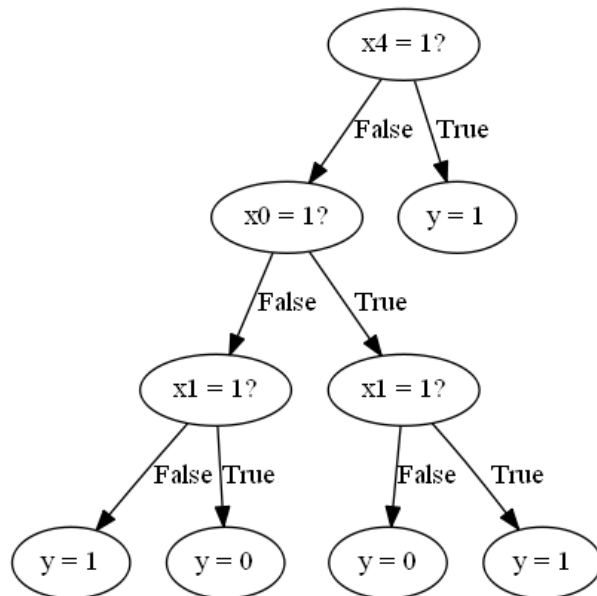 x4 = 1?
False True
x0 = 1? y = 1
False True
x1 = 1? x1 = 1?
False True False True
y = 1 y = 0 y = 0 y = 1